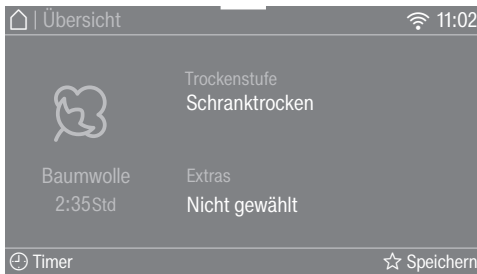 | Übersicht 11:02
Trockenstufe
Schranktrocken
Baumwolle
2:35Std
Extras
Nicht gewählt
Timer Speichern